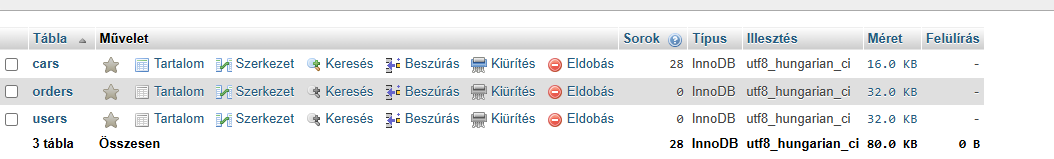 Tábla Művelet Sorok Típus Illesztés Méret Felülírás
cars Tartalom Szerkezet Keresés Beszúrás Kiürítés Eldobás 28 InnoDB utf8_hungarian_ci 16.0 KB -
orders Tartalom Szerkezet Keresés Beszúrás Kiürítés Eldobás 0 InnoDB utf8_hungarian_ci 32.0 KB -
users Tartalom Szerkezet Keresés Beszúrás Kiürítés Eldobás 0 InnoDB utf8_hungarian_ci 32.0 KB -
3 tábla Összesen 28 InnoDB utf8_hungarian_ci 80.0 KB 0 B